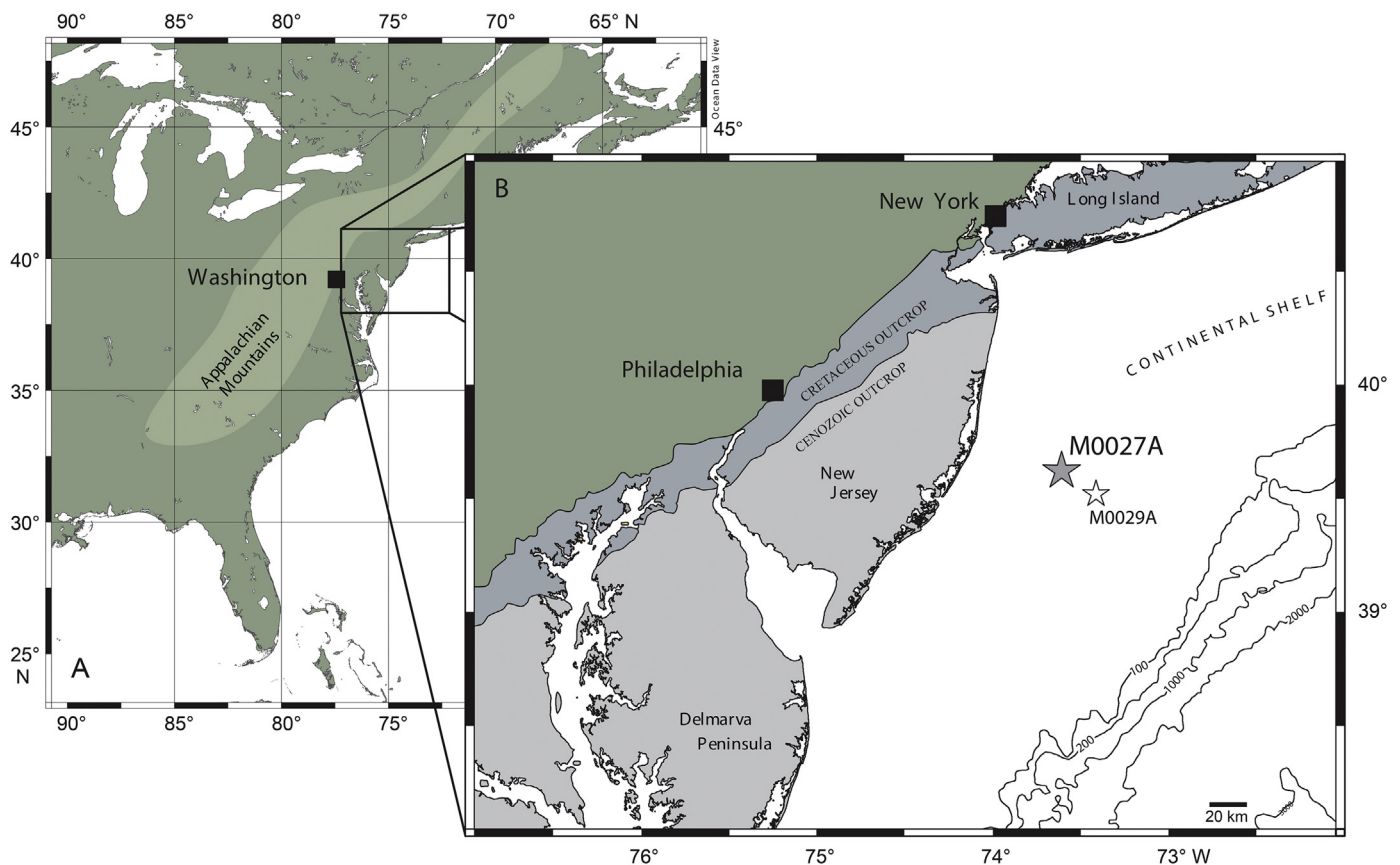 90° 85° 80° 75° 70° 65° N
Ocean Data View
45° 45°
40°
35°
30°
25°
N
A
Washington
Appalachian
Mountains
90° 85° 80° 75°
B
New York
Long Island
CONTINENTAL SHELF
Philadelphia
CRETACEOUS OUTCROP
CENOZOIC OUTCROP
New
Jersey
M0027A
M0029A
Delmarva
Peninsula
100
200
1000
2000
20 km
40°
39°
76° 75° 74° 73° W